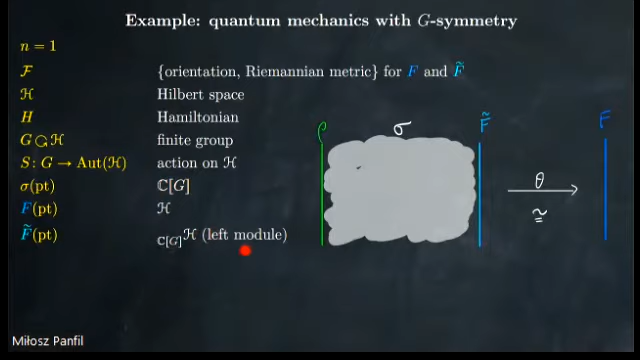 Example: quantum mechanics with G-symmetry
n = 1
ℱ {orientation, Riemannian metric} for F and F̃
ℋ Hilbert space
H Hamiltonian
G ⟳ ℋ finite group
S: G → Aut(ℋ) action on ℋ
σ(pt) ℂ[G]
F(pt) ℋ
F̃(pt) ℂ[G]ℋ (left module)
ρ σ F̃ F
θ
≅
Miłosz Panfil